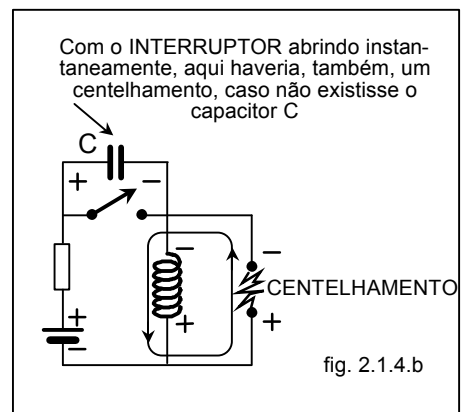 Com o INTERRUPTOR abrindo instan-
taneamente, aqui haveria, também, um
centelhamento, caso não existisse o
capacitor C
C
+ −
−
−
CENTELHAMENTO
+
+
+
−
fig. 2.1.4.b